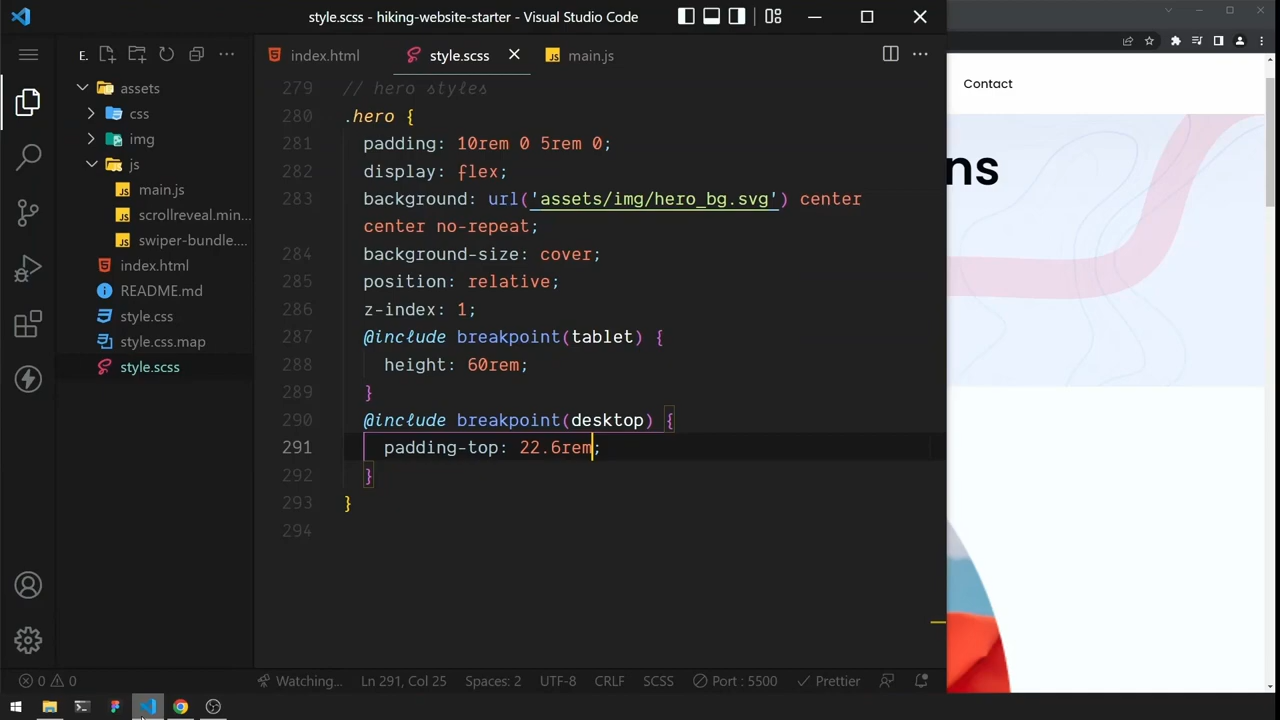 style.scss - hiking-website-starter - Visual Studio Code
E.
index.html
style.scss
main.js
assets
css
img
js
main.js
scrollreveal.min...
swiper-bundle....
index.html
README.md
style.css
style.css.map
style.scss
279 // hero styles
280 .hero {
281 padding: 10rem 0 5rem 0;
282 display: flex;
283 background: url('assets/img/hero_bg.svg') center
center no-repeat;
284 background-size: cover;
285 position: relative;
286 z-index: 1;
287 @include breakpoint(tablet) {
288 height: 60rem;
289 }
290 @include breakpoint(desktop) {
291 padding-top: 22.6rem;
292 }
293 }
294
Contact
ns
0 0
Watching...
Ln 291, Col 25
Spaces: 2
UTF-8
CRLF
SCSS
Port : 5500
Prettier